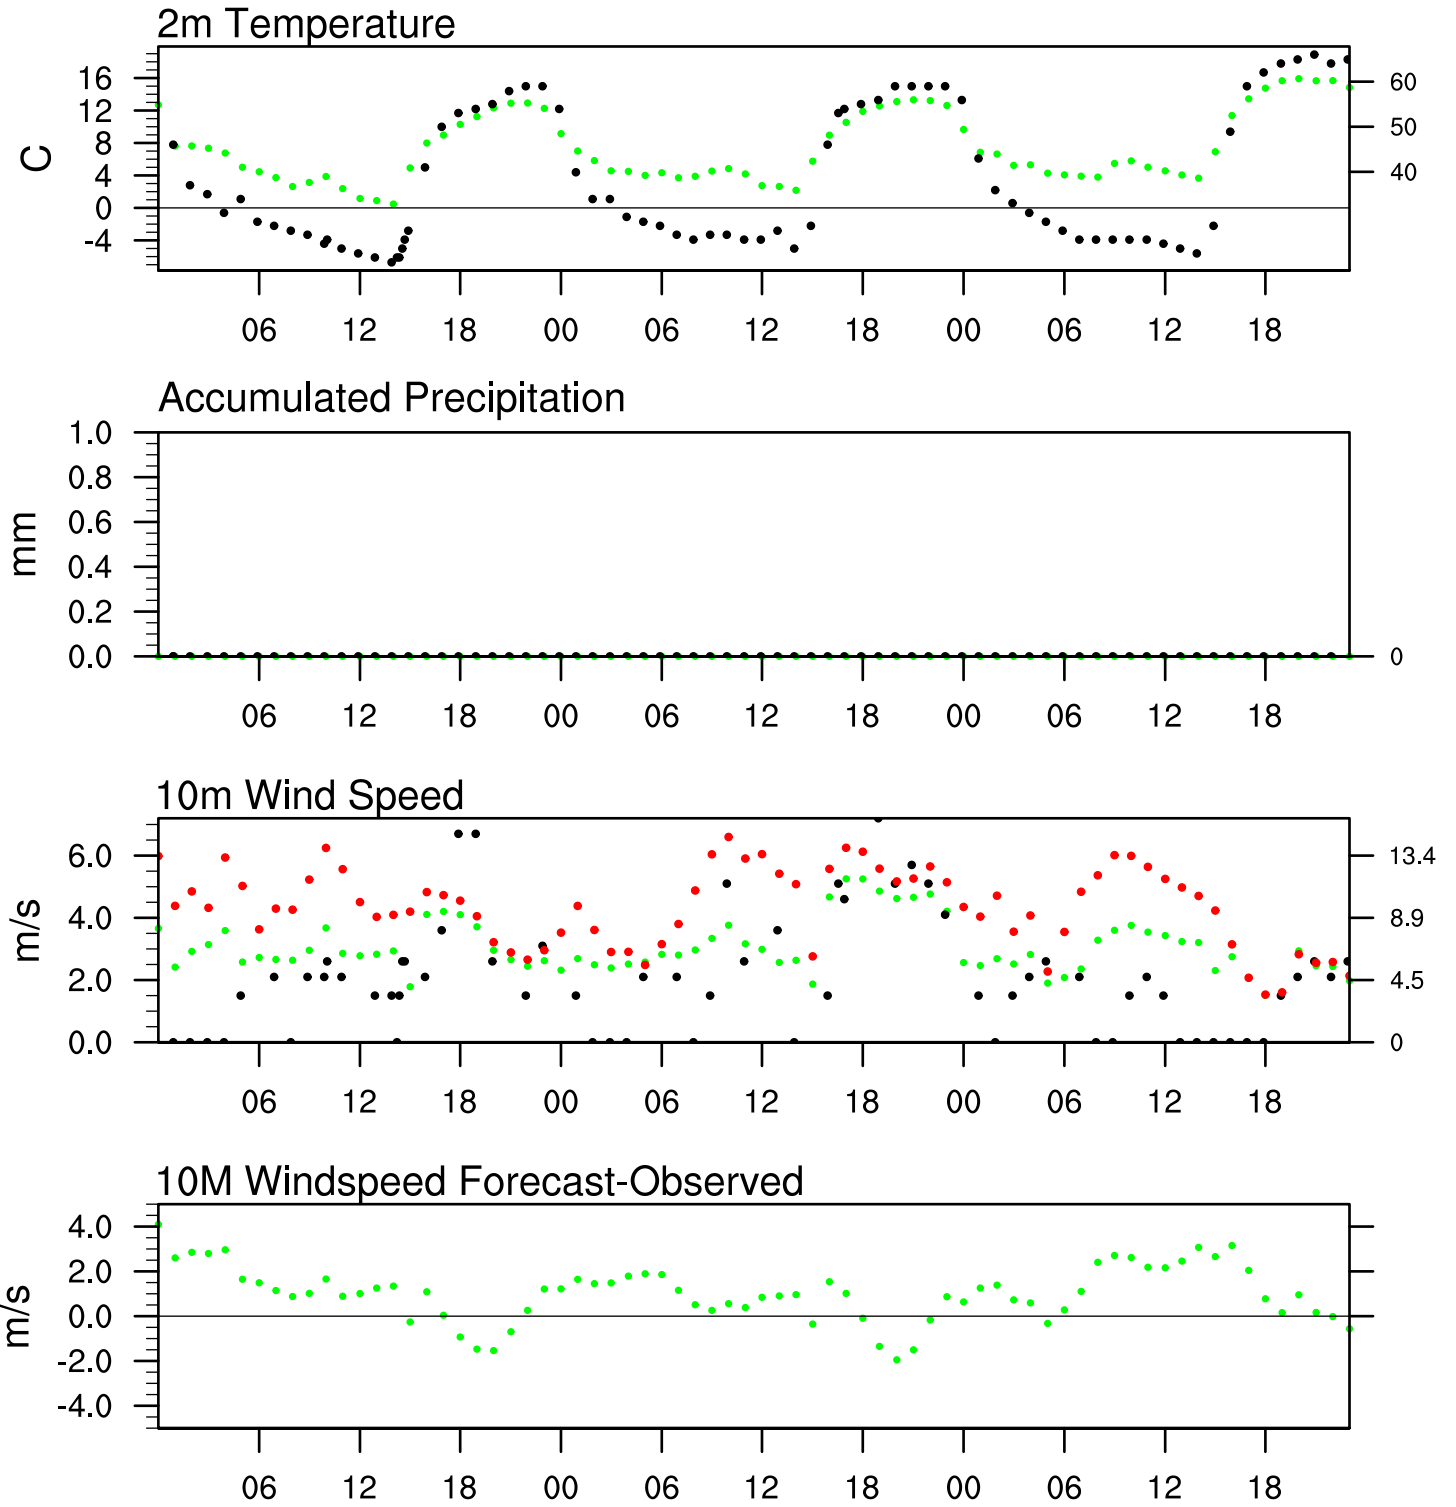 2m Temperature
C
16
12
8
4
0
-4
60
50
40
06 12 18 00 06 12 18 00 06 12 18
Accumulated Precipitation
mm
1.0
0.8
0.6
0.4
0.2
0.0
0
06 12 18 00 06 12 18 00 06 12 18
10m Wind Speed
m/s
6.0
4.0
2.0
0.0
13.4
8.9
4.5
0
06 12 18 00 06 12 18 00 06 12 18
10M Windspeed Forecast-Observed
m/s
4.0
2.0
0.0
-2.0
-4.0
06 12 18 00 06 12 18 00 06 12 18